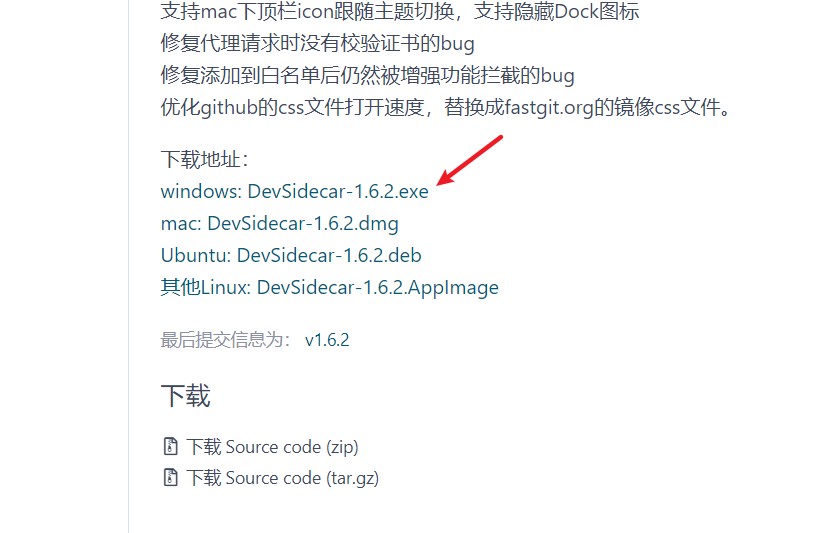 支持mac下顶栏icon跟随主题切换，支持隐藏Dock图标
修复代理请求时没有校验证书的bug
修复添加到白名单后仍然被增强功能拦截的bug
优化github的css文件打开速度，替换成fastgit.org的镜像css文件。
下载地址：
windows: DevSidecar-1.6.2.exe
mac: DevSidecar-1.6.2.dmg
Ubuntu: DevSidecar-1.6.2.deb
其他Linux: DevSidecar-1.6.2.AppImage
最后提交信息为： v1.6.2
下载
下载 Source code (zip)
下载 Source code (tar.gz)